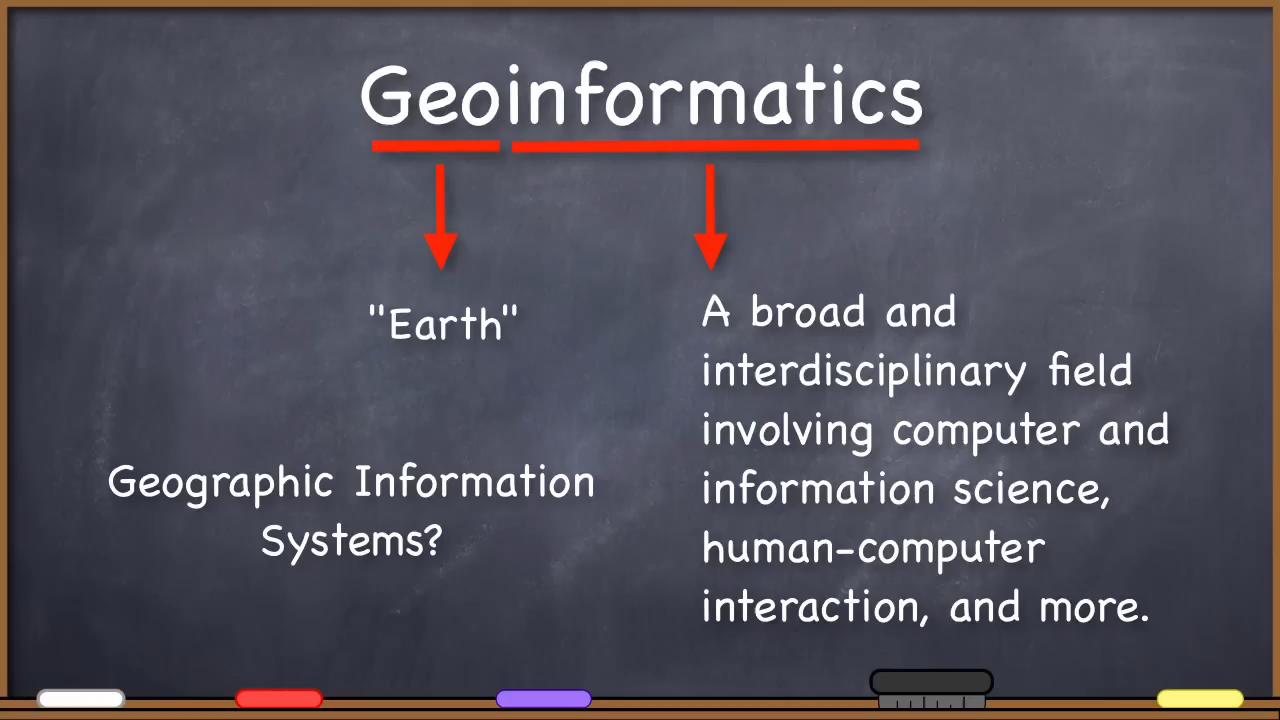 Geoinformatics
"Earth"
Geographic Information
Systems?
A broad and
interdisciplinary field
involving computer and
information science,
human-computer
interaction, and more.